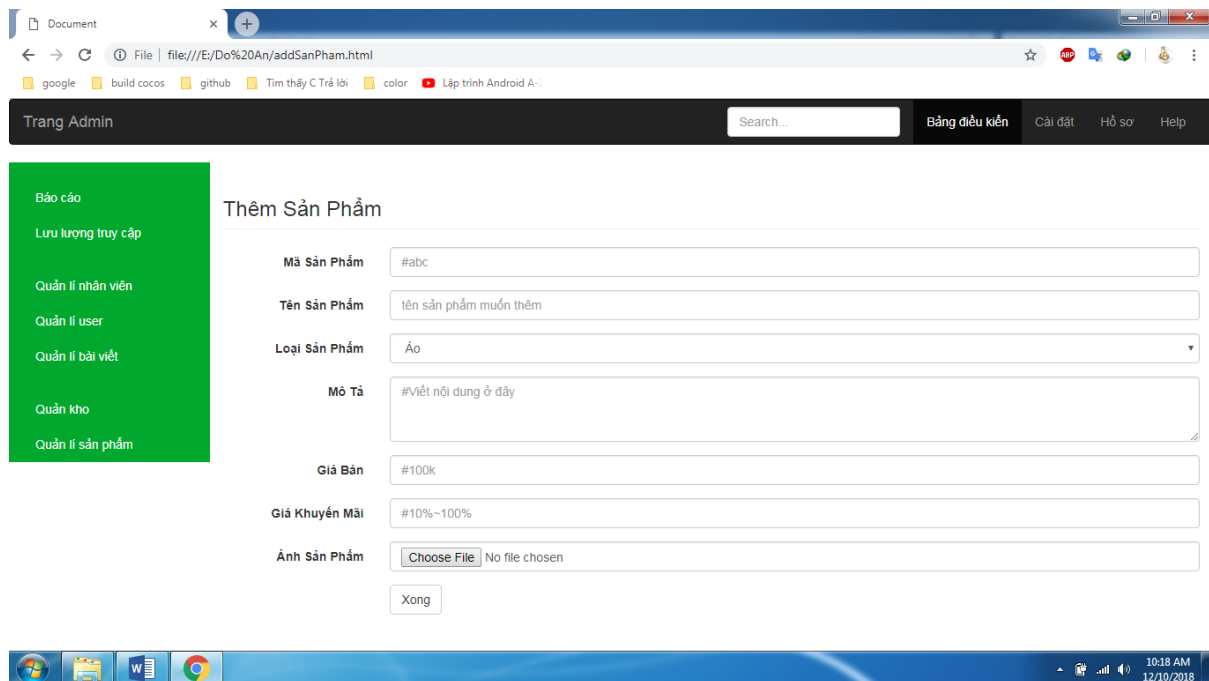 Document
File file:///E:/Do%20An/addSanPham.html
google build cocos github Tìm thấy C Trả lời color Lập trình Android A-
Trang Admin Search... Bảng điều kiển Cài đặt Hồ sơ Help
Báo cáo
Lưu lượng truy cập
Quản lí nhân viên
Quản lí user
Quản lí bài viết
Quản kho
Quản lí sản phẩm
Thêm Sản Phẩm
Mã Sản Phẩm #abc
Tên Sản Phẩm tên sản phẩm muốn thêm
Loại Sản Phẩm Áo
Mô Tả #Viết nội dung ở đây
Giá Bán #100k
Giá Khuyến Mãi #10%~100%
Ảnh Sản Phẩm Choose File No file chosen
Xong
10:18 AM
12/10/2018